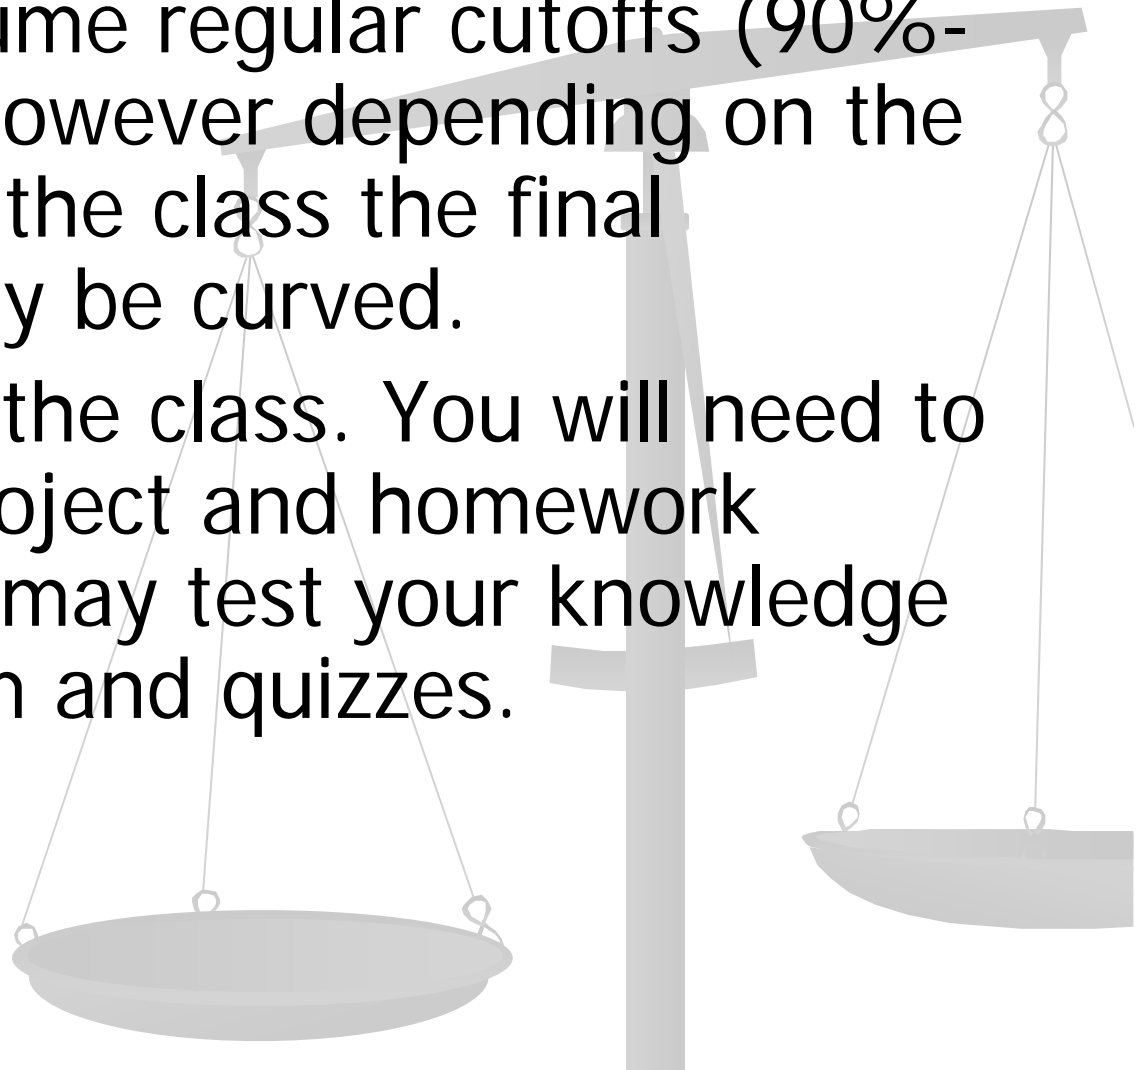 ume regular cutoffs (90%-
owever depending on the
the class the final
y be curved.
the class. You will need to
oject and homework
may test your knowledge
n and quizzes.